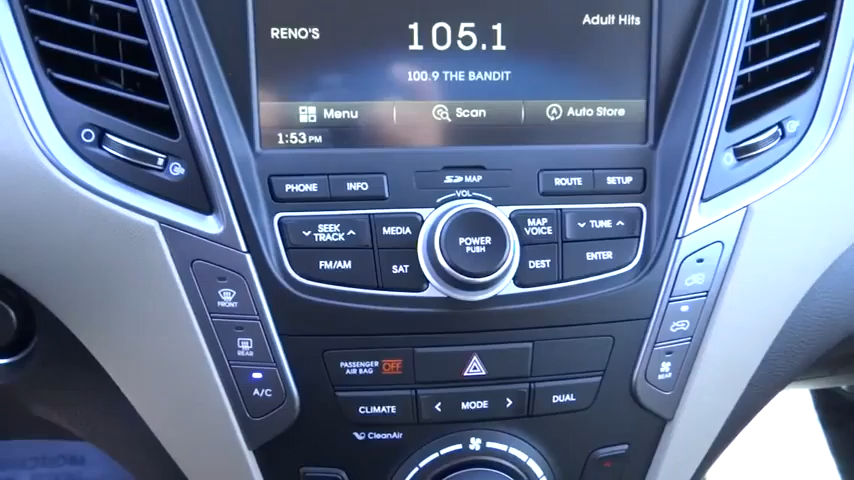 RENO'S
105.1
Adult Hits
100.9 THE BANDIT
Menu
Scan
Auto Store
1:53 PM
PHONE
INFO
SD MAP
ROUTE
SETUP
VOL
SEEK
TRACK
MEDIA
POWER
PUSH
MAP
VOICE
TUNE
FM/AM
SAT
DEST
ENTER
FRONT
REAR
A/C
REAR
PASSENGER
AIR BAG OFF
CLIMATE
MODE
DUAL
CleanAir